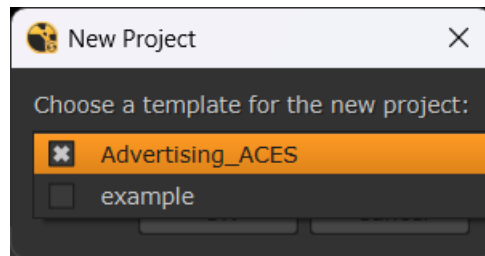 New Project
Choose a template for the new project:
Advertising_ACES
example